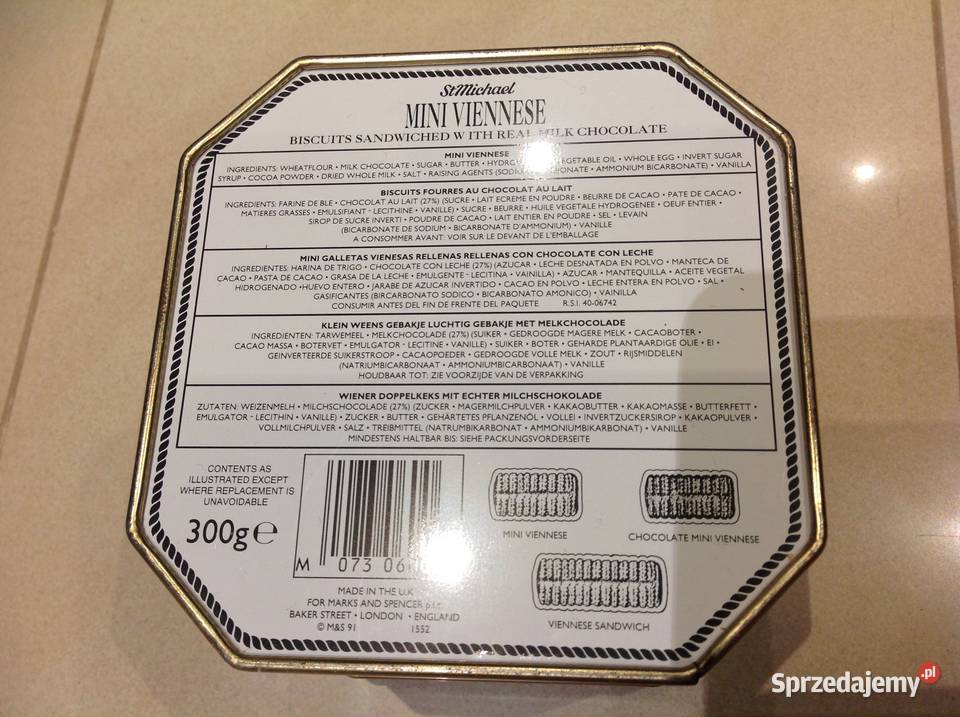 StMichael
MINI VIENNESE
BISCUITS SANDWICHED WITH REAL MILK CHOCOLATE
MINI VIENNESE
INGREDIENTS: WHEATFLOUR • MILK CHOCOLATE • SUGAR • BUTTER • VEGETABLE OIL • WHOLE EGG • INVERT SUGAR
SYRUP • COCOA POWDER • DRIED WHOLE MILK • SALT • RAISING AGENTS ( AMMONIUM BICARBONATE) • VANILLA
BISCUITS FOURRES AU CHOCOLAT AU LAIT
INGREDIENTS: FARINE DE BLE • CHOCOLAT AU LAIT (27%) (SUCRE • LAIT ECREME EN POUDRE • BEURRE DE CACAO • PATE DE CACAO •
MATIERES GRASSES • EMULSIFIANT - LECITHINE • VANILLE) • SUCRE • BEURRE • HUILE VEGETALE HYDROGENEE • OEUF ENTIER •
SIROP DE SUCRE INVERTI • POUDRE DE CACAO • LAIT ENTIER EN POUDRE • SEL • LEVAIN
(BICARBONATE DE SODIUM • BICARBONATE D'AMMONIUM) • VANILLE
A CONSOMMER AVANT: VOIR SUR LE DEVANT DE L'EMBALLAGE
MINI GALLETAS VIENESAS RELLENAS RELLENAS CON CHOCOLATE CON LECHE
INGREDIENTES: HARINA DE TRIGO • CHOCOLATE CON LECHE (27%) (AZUCAR • LECHE DESNATADA EN POLVO • MANTECA DE
CACAO • PASTA DE CACAO • GRASA DE LA LECHE • EMULGENTE - LECITINA • VAINILLA) • AZUCAR • MANTEQUILLA • ACEITE VEGETAL
HIDROGENADO •HUEVO ENTERO • JARABE DE AZUCAR INVERTIDO • CACAO EN POLVO • LECHE ENTERA EN POLVO • SAL •
GASIFICANTES (BIRCARBONATO SODICO • BICARBONATO AMONICO) • VAINILLA
CONSUMIR ANTES DEL FIN DE FRENTE DEL PAQUETE R.S.I. 40-06742
KLEIN WEENS GEBAKJE LUCHTIG GEBAKJE MET MELKCHOCOLADE
INGREDIENTEN: TARWEMEEL • MELKCHOCOLADE (27%) (SUIKER • GEDROOGDE MAGERE MELK • CACAOBOTER •
CACAO MASSA • BOTERVET • EMULGATOR - LECITINE • VANILLE) • SUIKER • BOTER • GEHARDE PLANTAARDIGE OLIE • EI •
GEINVERTEERDE SUIKERSTROOP • CACAOPOEDER • GEDROOGDE VOLLE MELK • ZOUT • RIJSMIDDELEN
(NATRIUMBICARBONAAT • AMMONIUMBICARBONAAT) • VANILLE
HOUDBAAR TOT: ZIE VOORZIJDE VAN DE VERPAKKING
WIENER DOPPELKEKS MIT ECHTER MILCHSCHOKOLADE
ZUTATEN: WEIZENMELH • MILCHSCHOKOLADE (27%) (ZUCKER • MAGERMILCHPULVER • KAKAOBUTTER • KAKAOMASSE • BUTTERFETT •
EMULGATOR - LECITHIN • VANILLE) • ZUCKER • BUTTER • GEHÄRTETES PFLANZENÖL • VOLLEI • INVERTZUCKERSIROP • KAKAOPULVER •
VOLLMILCHPULVER • SALZ • TREIBMITTEL (NATRUMBIKARBONAT • AMMONIUMBIKARBONAT) • VANILLE
MINDESTENS HALTBAR BIS: SIEHE PACKUNGSVORDERSEITE
CONTENTS AS
ILLUSTRATED EXCEPT
WHERE REPLACEMENT IS
UNAVOIDABLE
300g ℮
M 073 06
MINI VIENNESE
CHOCOLATE MINI VIENNESE
VIENNESE SANDWICH
MADE IN THE U.K
FOR MARKS AND SPENCER p.l.c.
BAKER STREET • LONDON • ENGLAND
© M&S 91 1552
Sprzedajemy.pl